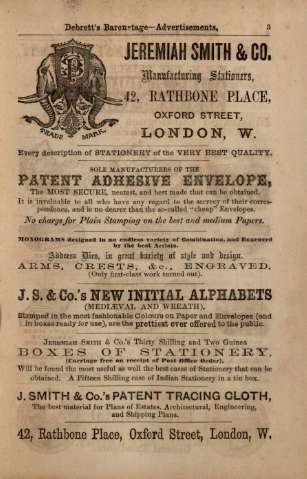 Debrett's Baronetage—Advertisements. 3
JEREMIAH SMITH & CO.
Manufacturing Stationers,
42, RATHBONE PLACE,
OXFORD STREET,
LONDON, W.
TRADE MARK.
Every description of STATIONERY of the VERY BEST QUALITY.
SOLE MANUFACTURERS OF THE
PATENT ADHESIVE ENVELOPE,
The MOST SECURE, neatest, and best made that can be obtained.
It is invaluable to all who have any regard to the secrecy of their corres-
pondence, and is no dearer than the so-called "cheap" Envelopes.
No charge for Plain Stamping on the best and medium Papers.
MONOGRAMS designed in an endless variety of Combination, and Engraved
by the best Artists.
Address Dies, in great variety of style and design.
ARMS, CRESTS, &c., ENGRAVED.
(Only first-class work turned out).
J. S. & Co.'s NEW INITIAL ALPHABETS
(MEDIÆVAL AND WREATH),
Stamped in the most fashionable Colours on Paper and Envelopes (and
in boxes ready for use), are the prettiest ever offered to the public.
JEREMIAH SMITH & Co.'s Thirty Shilling and Two Guinea
BOXES OF STATIONERY,
(Carriage free on receipt of Post Office Order),
Will be found the most useful as well the best cases of Stationery that can be
obtained. A Fifteen Shilling case of Indian Stationery in a tin box.
J. SMITH & Co.'s PATENT TRACING CLOTH,
The best material for Plans of Estates, Architectural, Engineering,
and Shipping Plans.
42, Rathbone Place, Oxford Street, London, W.